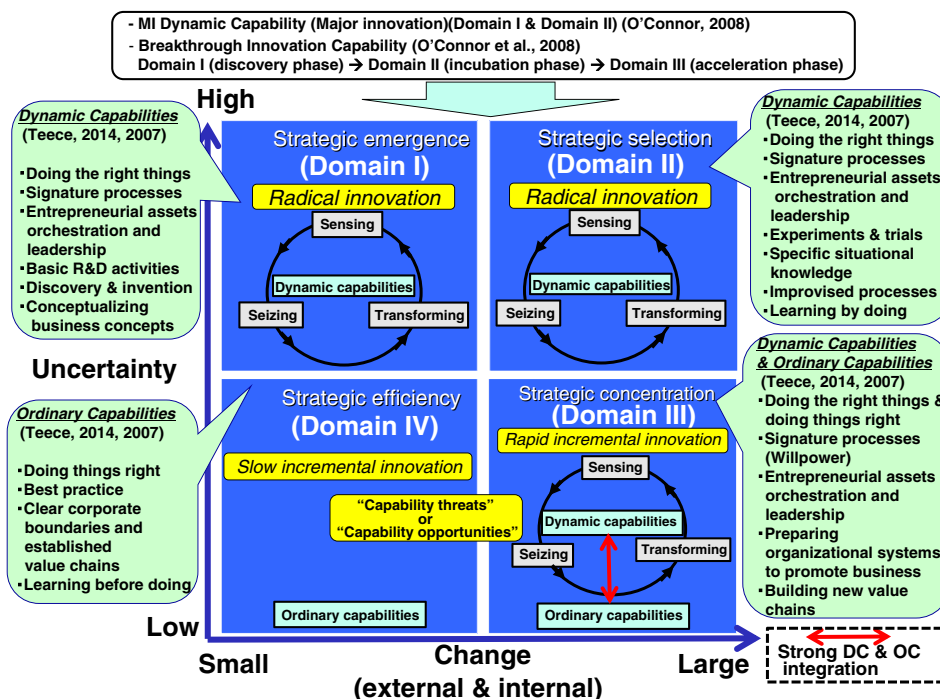 - MI Dynamic Capability (Major innovation)(Domain I & Domain II) (O'Connor, 2008)
- Breakthrough Innovation Capability (O'Connor et al., 2008)
Domain I (discovery phase) → Domain II (incubation phase) → Domain III (acceleration phase)
High
Dynamic Capabilities
(Teece, 2014, 2007)
・Doing the right things
・Signature processes
・Entrepreneurial assets
orchestration and
leadership
・Basic R&D activities
・Discovery & invention
・Conceptualizing
business concepts
Strategic emergence
(Domain I)
Radical innovation
Sensing
Dynamic capabilities
Seizing
Transforming
Strategic selection
(Domain II)
Radical innovation
Sensing
Dynamic capabilities
Seizing
Transforming
Dynamic Capabilities
(Teece, 2014, 2007)
・Doing the right things
・Signature processes
・Entrepreneurial assets
orchestration and
leadership
・Experiments & trials
・Specific situational
knowledge
・Improvised processes
・Learning by doing
Uncertainty
Ordinary Capabilities
(Teece, 2014, 2007)
・Doing things right
・Best practice
・Clear corporate
boundaries and
established
value chains
・Learning before doing
Strategic efficiency
(Domain IV)
Slow incremental innovation
"Capability threats"
or
"Capability opportunities"
Ordinary capabilities
Strategic concentration
(Domain III)
Rapid incremental innovation
Sensing
Dynamic capabilities
Seizing
Transforming
Ordinary capabilities
Dynamic Capabilities
& Ordinary Capabilities
(Teece, 2014, 2007)
・Doing the right things &
doing things right
・Signature processes
(Willpower)
・Entrepreneurial assets
orchestration and
leadership
・Preparing
organizational systems
to promote business
・Building new value
chains
Low
Small
Change
(external & internal)
Large
Strong DC & OC
integration